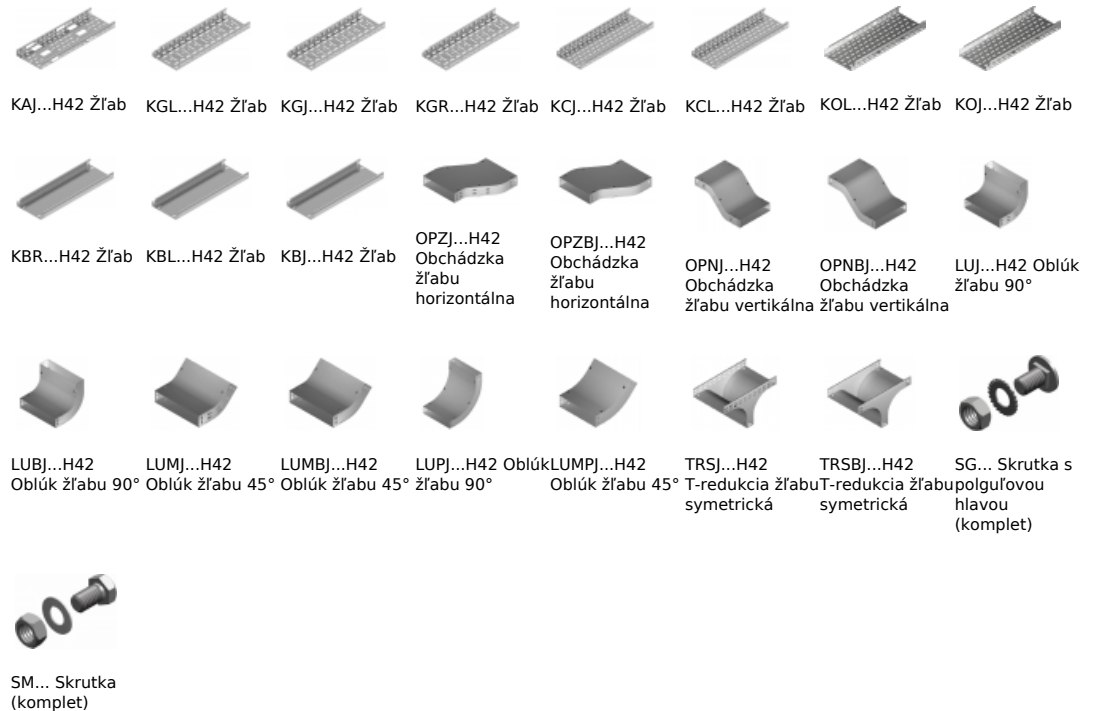 KAJ...H42 Žľab
KGL...H42 Žľab
KGJ...H42 Žľab
KGR...H42 Žľab
KCJ...H42 Žľab
KCL...H42 Žľab
KOL...H42 Žľab
KOJ...H42 Žľab
KBR...H42 Žľab
KBL...H42 Žľab
KBJ...H42 Žľab
OPZJ...H42
Obchádzka
žľabu
horizontálna
OPZBJ...H42
Obchádzka
žľabu
horizontálna
OPNJ...H42
Obchádzka
žľabu vertikálna
OPNBJ...H42
Obchádzka
žľabu vertikálna
LUJ...H42 Oblúk
žľabu 90°
LUBJ...H42
Oblúk žľabu 90°
LUMJ...H42
Oblúk žľabu 45°
LUMBJ...H42
Oblúk žľabu 45°
LUPJ...H42 Oblúk
žľabu 90°
LUMPJ...H42
Oblúk žľabu 45°
TRSJ...H42
T-redukcia žľabu
symetrická
TRSBJ...H42
T-redukcia žľabu
symetrická
SG... Skrutka s
polguľovou
hlavou
(komplet)
SM... Skrutka
(komplet)